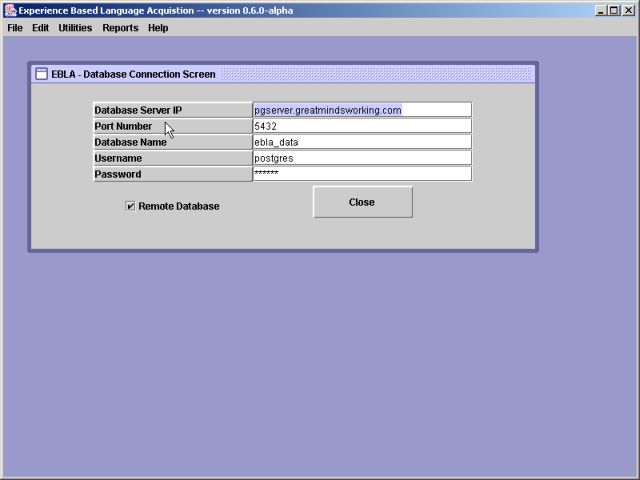 Experience Based Language Acquistion -- version 0.6.0-alpha
File Edit Utilities Reports Help
EBLA - Database Connection Screen
Database Server IP pgserver.greatmindsworking.com
Port Number 5432
Database Name ebla_data
Username postgres
Password ******
Remote Database Close